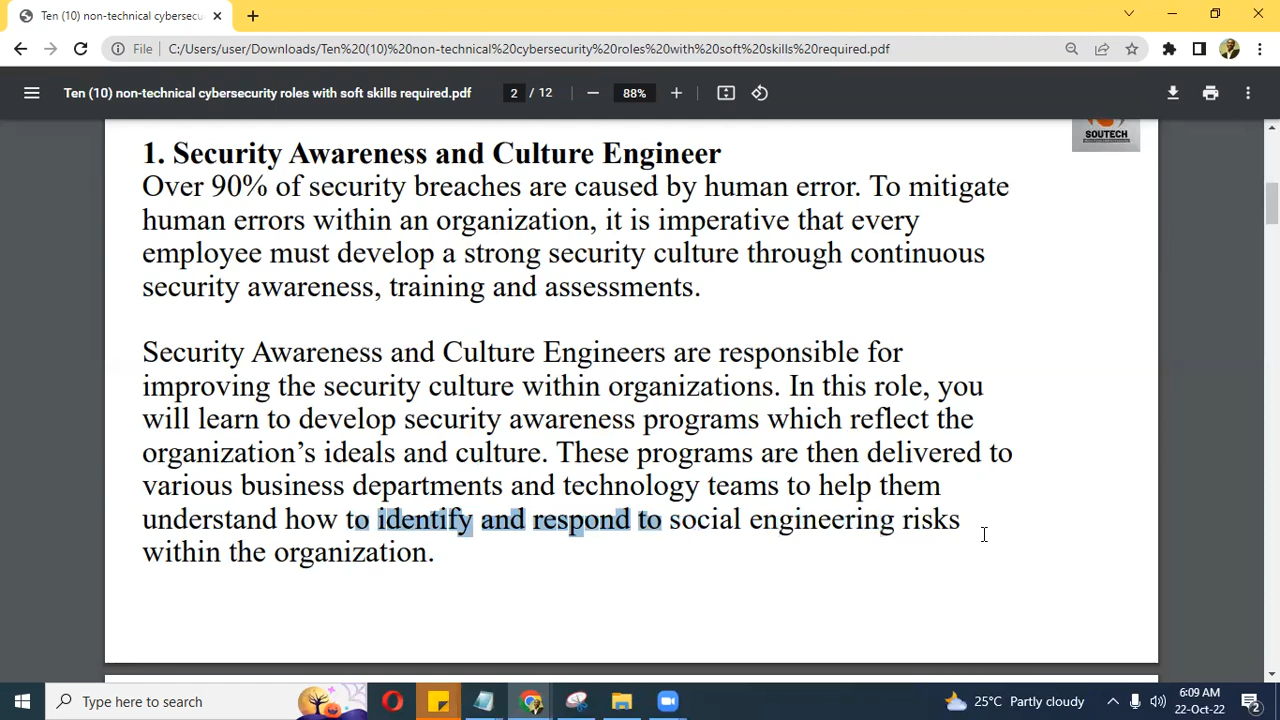 Ten (10) non-technical cybersecu
File C:/Users/user/Downloads/Ten%20(10)%20non-technical%20cybersecurity%20roles%20with%20soft%20skills%20required.pdf
Ten (10) non-technical cybersecurity roles with soft skills required.pdf 2 / 12 88%
SOUTECH
1. Security Awareness and Culture Engineer
Over 90% of security breaches are caused by human error. To mitigate
human errors within an organization, it is imperative that every
employee must develop a strong security culture through continuous
security awareness, training and assessments.
Security Awareness and Culture Engineers are responsible for
improving the security culture within organizations. In this role, you
will learn to develop security awareness programs which reflect the
organization’s ideals and culture. These programs are then delivered to
various business departments and technology teams to help them
understand how to identify and respond to social engineering risks
within the organization.
Type here to search
25°C Partly cloudy
6:09 AM
22-Oct-22
2